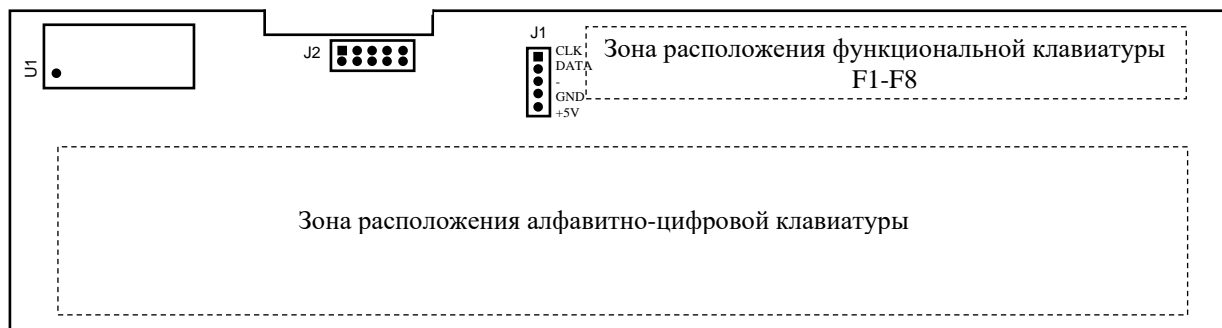 U1
J2
J1
CLK
DATA
-
GND
+5V
Зона расположения функциональной клавиатуры
F1-F8
Зона расположения алфавитно-цифровой клавиатуры